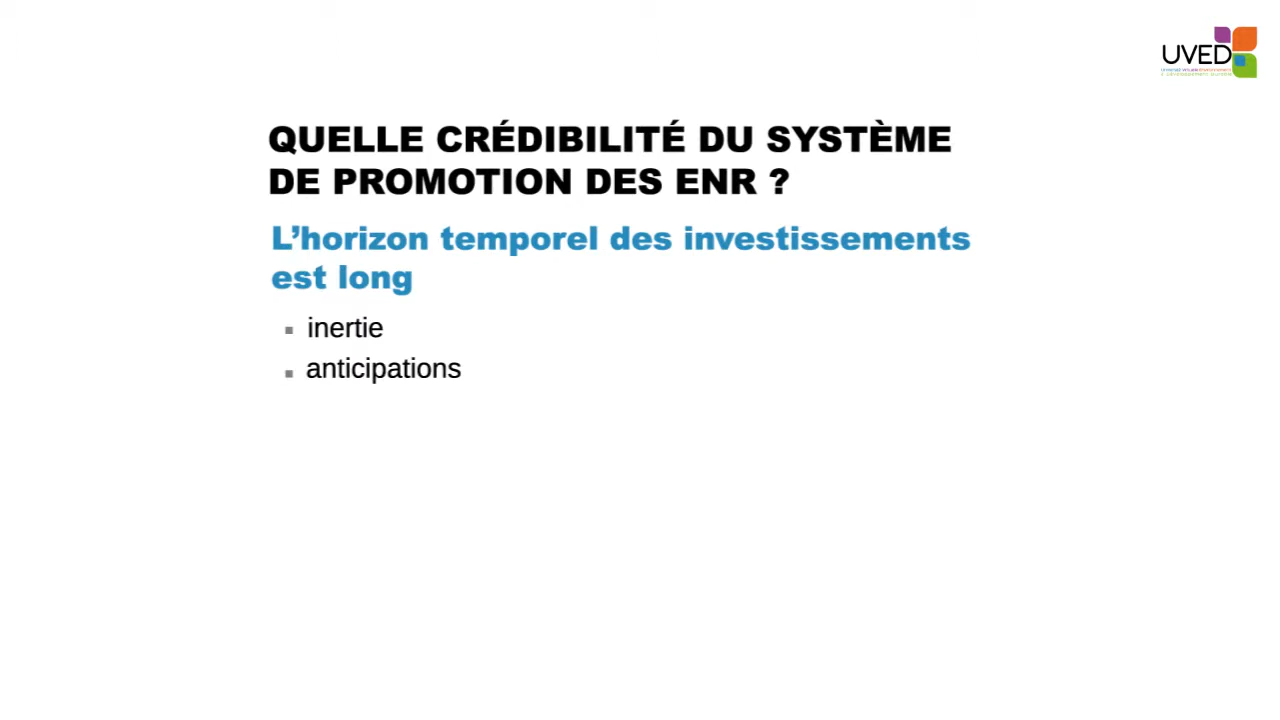 UVED
QUELLE CRÉDIBILITÉ DU SYSTÈME
DE PROMOTION DES ENR ?
L’horizon temporel des investissements
est long
inertie
anticipations